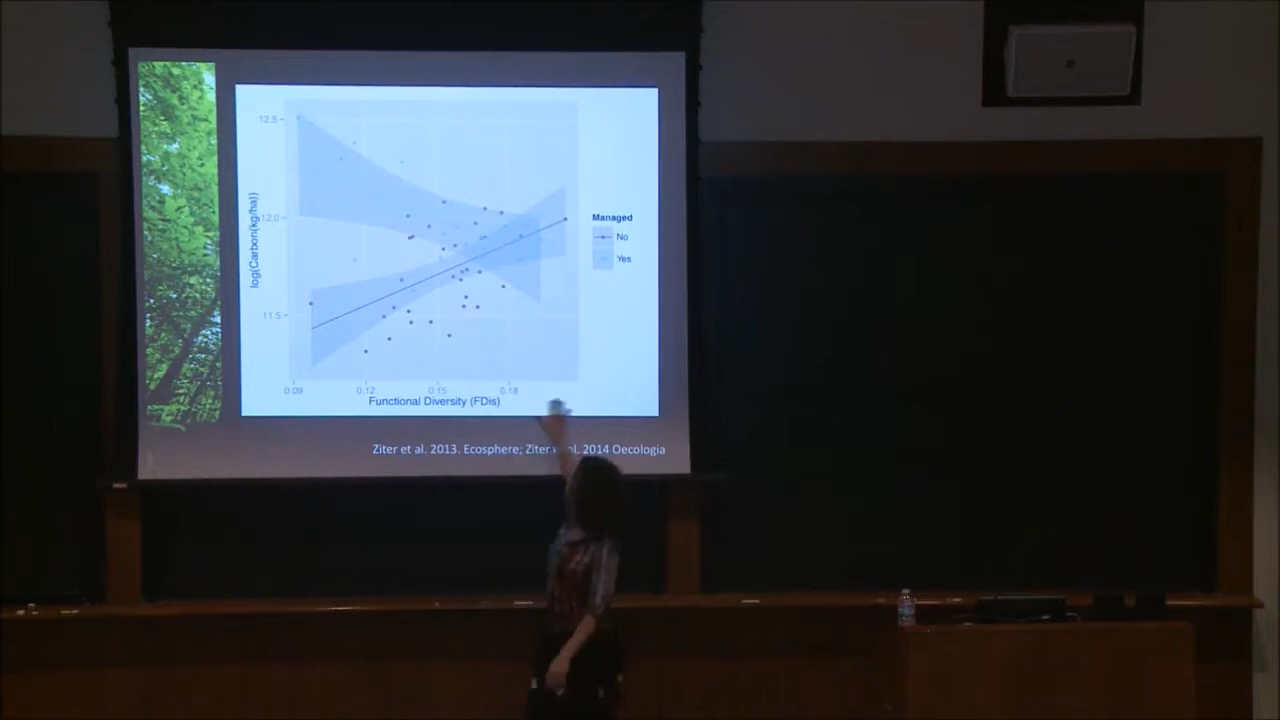 12.5
12.0
11.5
log(Carbon(kg/ha))
0.09 0.12 0.15 0.18
Functional Diversity (FDis)
Managed
No
Yes
Ziter et al. 2013. Ecosphere; Ziter al. 2014 Oecologia